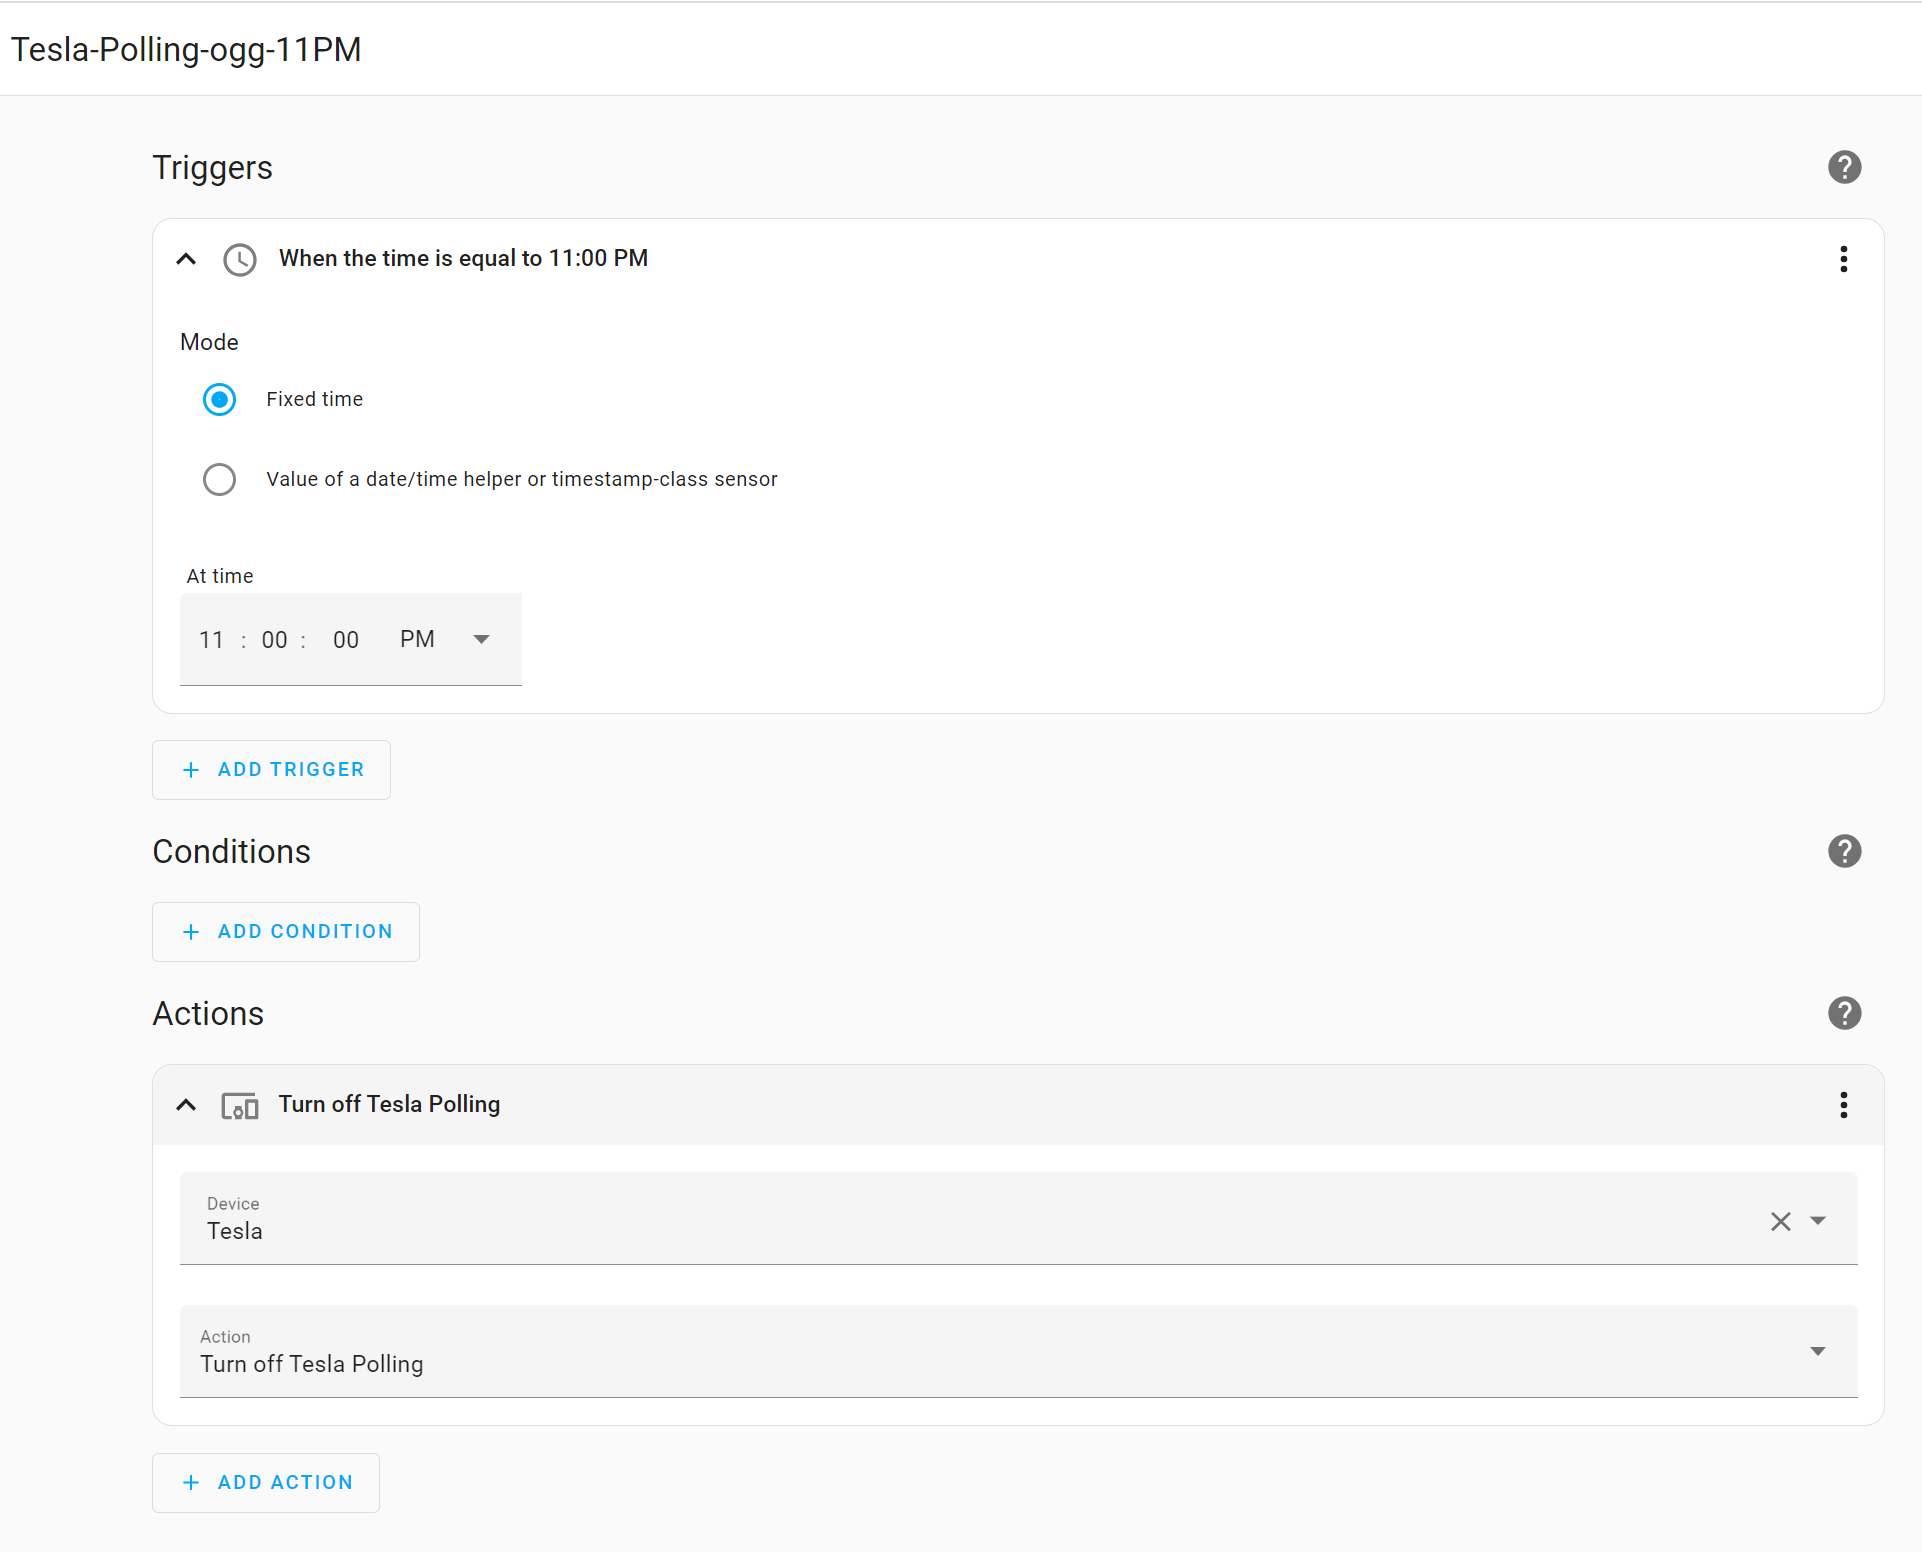 Tesla-Polling-ogg-11PM
Triggers
When the time is equal to 11:00 PM
Mode
Fixed time
Value of a date/time helper or timestamp-class sensor
At time
11 : 00 : 00 PM
ADD TRIGGER
Conditions
ADD CONDITION
Actions
Turn off Tesla Polling
Device
Tesla
Action
Turn off Tesla Polling
ADD ACTION